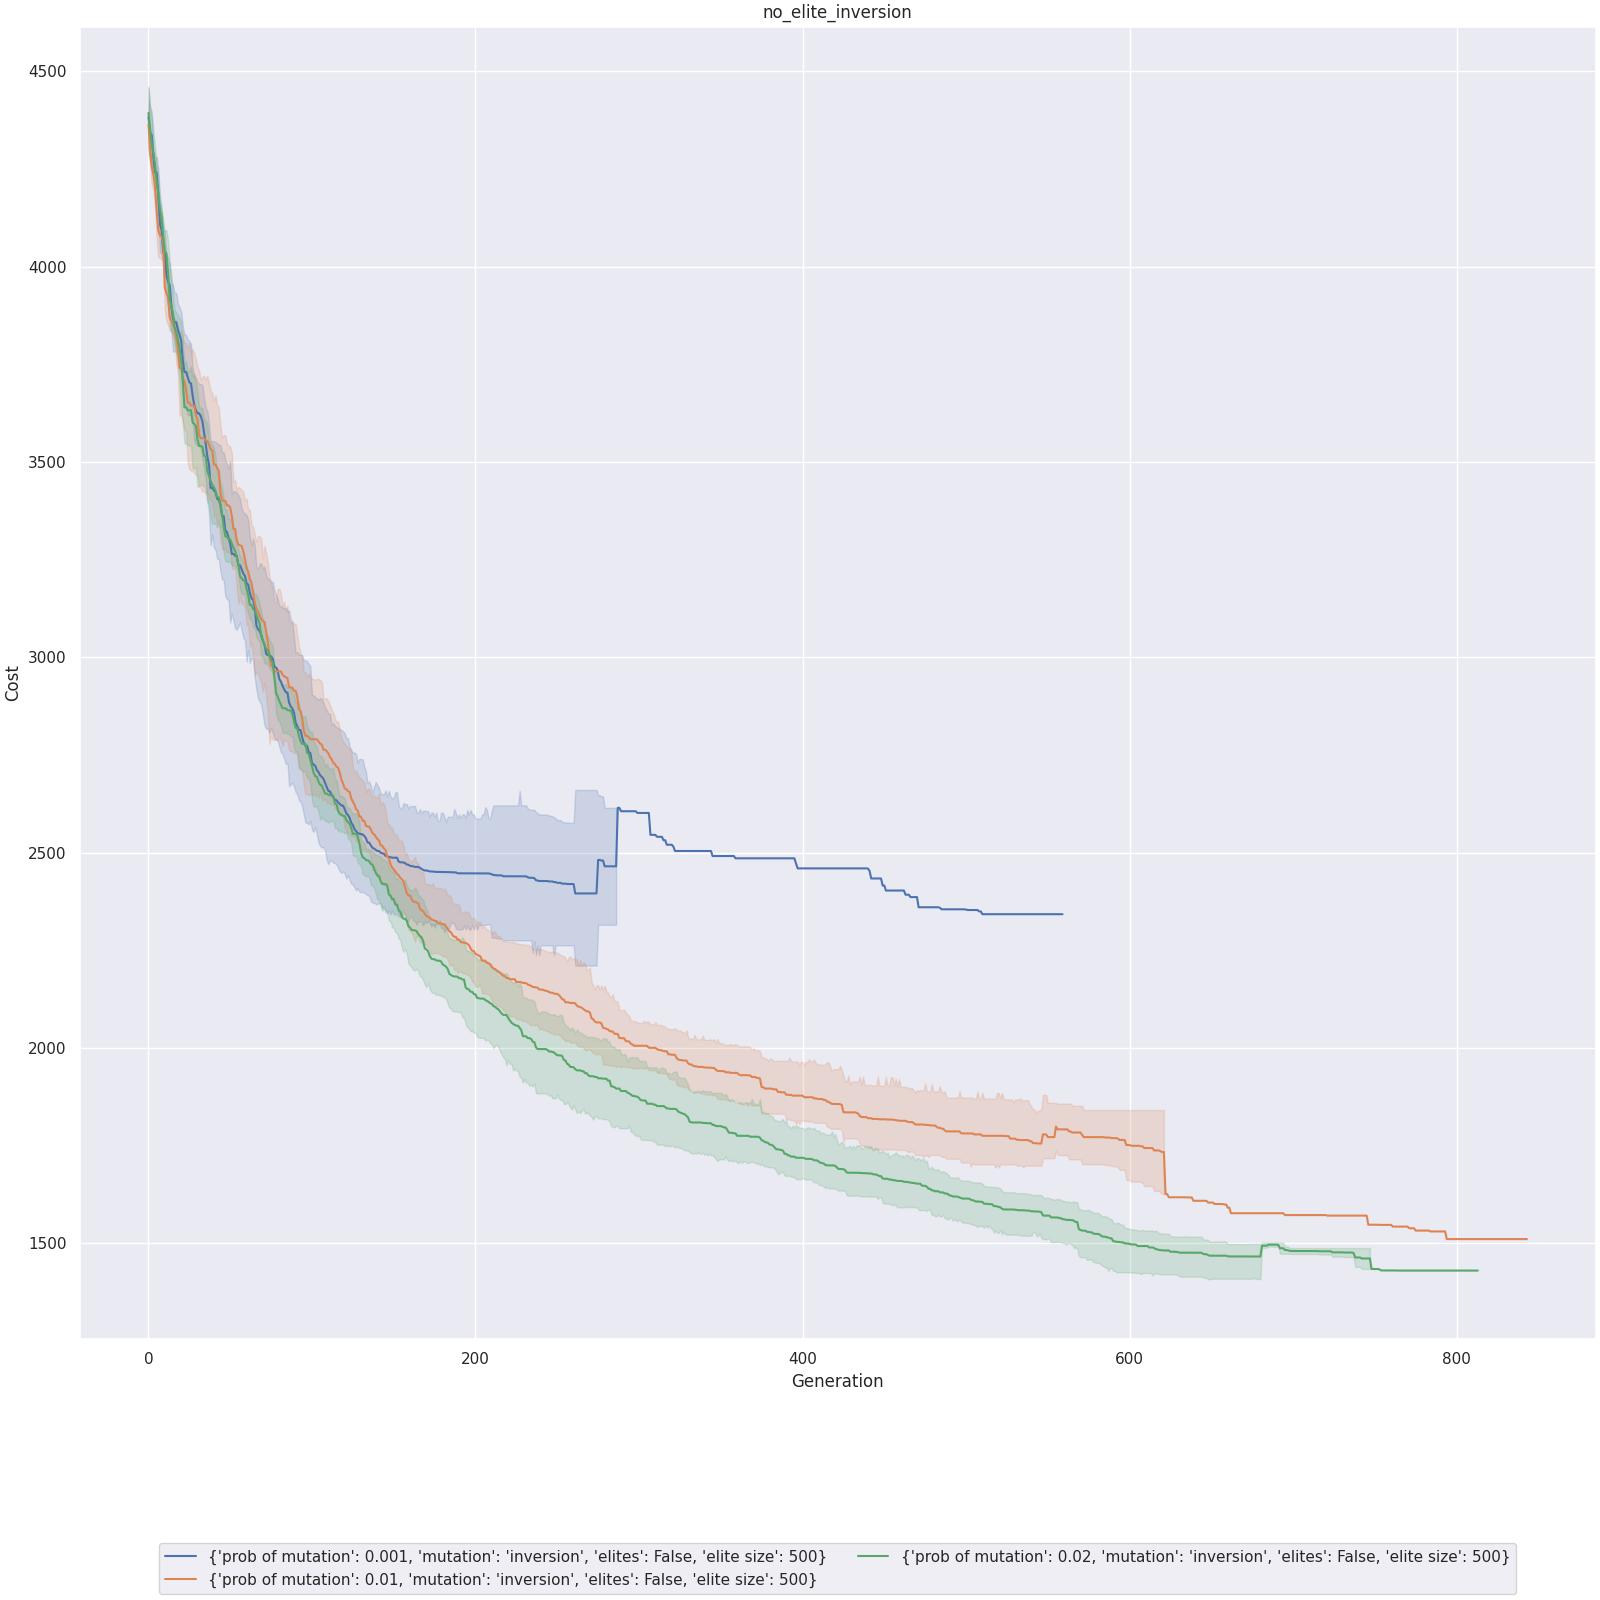 no_elite_inversion
4500
4000
3500
3000
2500
2000
1500
Cost
0 200 400 600 800
Generation
{'prob of mutation': 0.001, 'mutation': 'inversion', 'elites': False, 'elite size': 500}
{'prob of mutation': 0.01, 'mutation': 'inversion', 'elites': False, 'elite size': 500}
{'prob of mutation': 0.02, 'mutation': 'inversion', 'elites': False, 'elite size': 500}